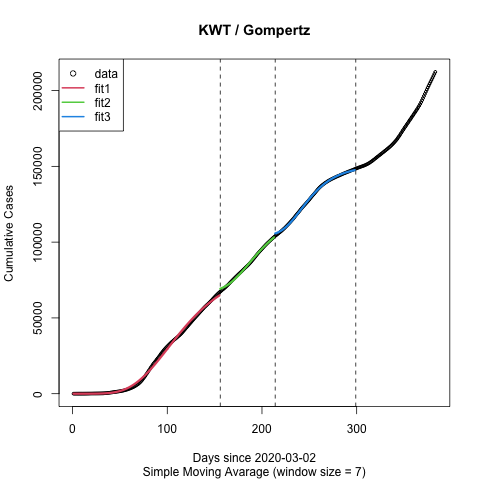 KWT / Gompertz
data
fit1
fit2
fit3
200000
150000
100000
50000
0
Cumulative Cases
0 100 200 300
Days since 2020-03-02
Simple Moving Avarage (window size = 7)